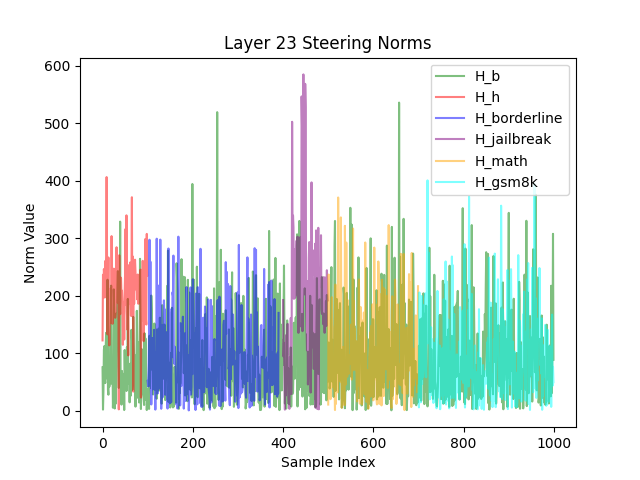 Layer 23 Steering Norms
Norm Value
600
500
400
300
200
100
0
0
200
400
600
800
1000
Sample Index
H_b
H_h
H_borderline
H_jailbreak
H_math
H_gsm8k